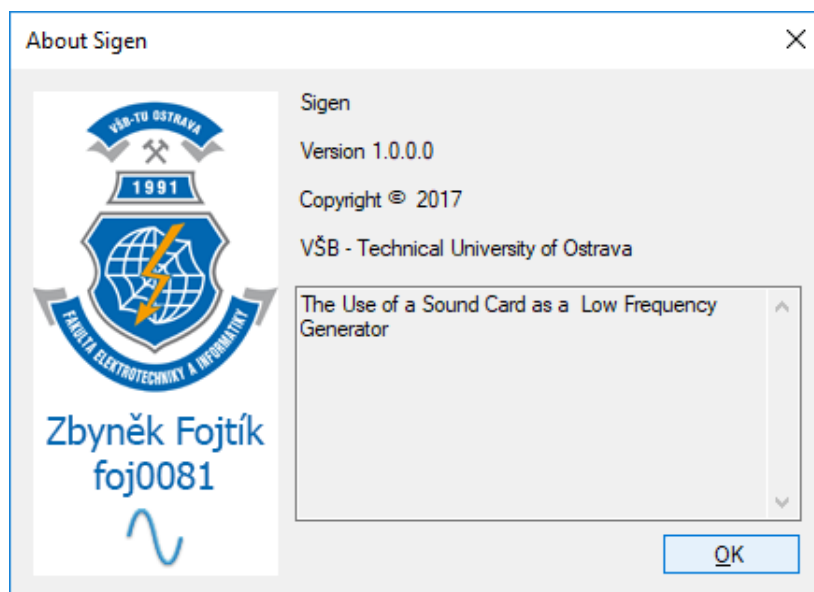 About Sigen
VŠB-TU OSTRAVA
1991
FAKULTA ELEKTROTECHNIKY A INFORMATIKY
Zbyněk Fojtík
foj0081
Sigen
Version 1.0.0.0
Copyright © 2017
VŠB - Technical University of Ostrava
The Use of a Sound Card as a  Low Frequency
Generator
OK